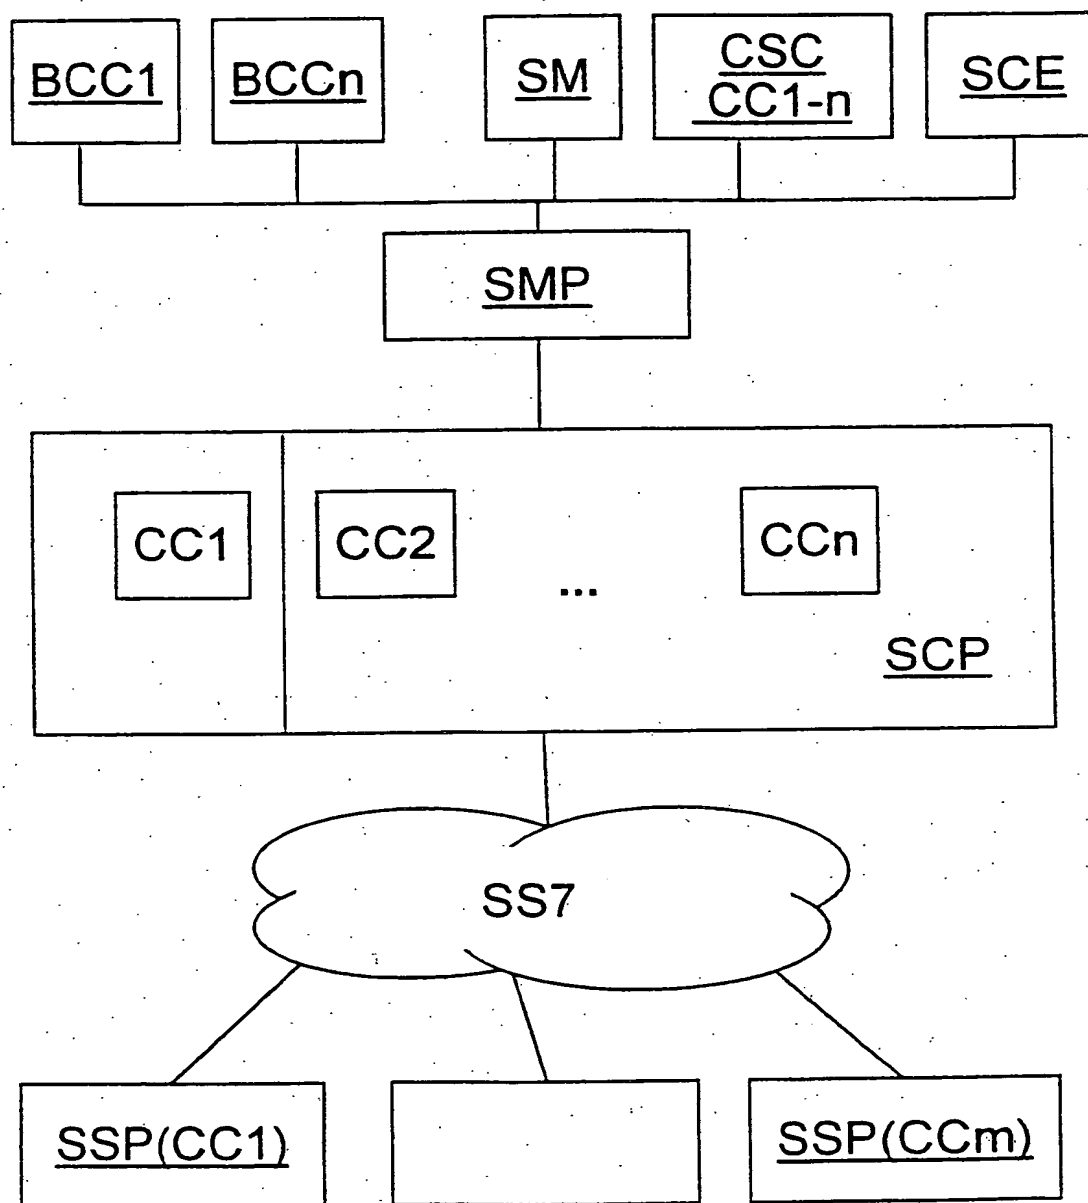 BCC1
BCCn
SM
CSC
CC1-n
SCE
SMP
CC1
CC2
...
CCn
SCP
SS7
SSP(CC1)
SSP(CCm)